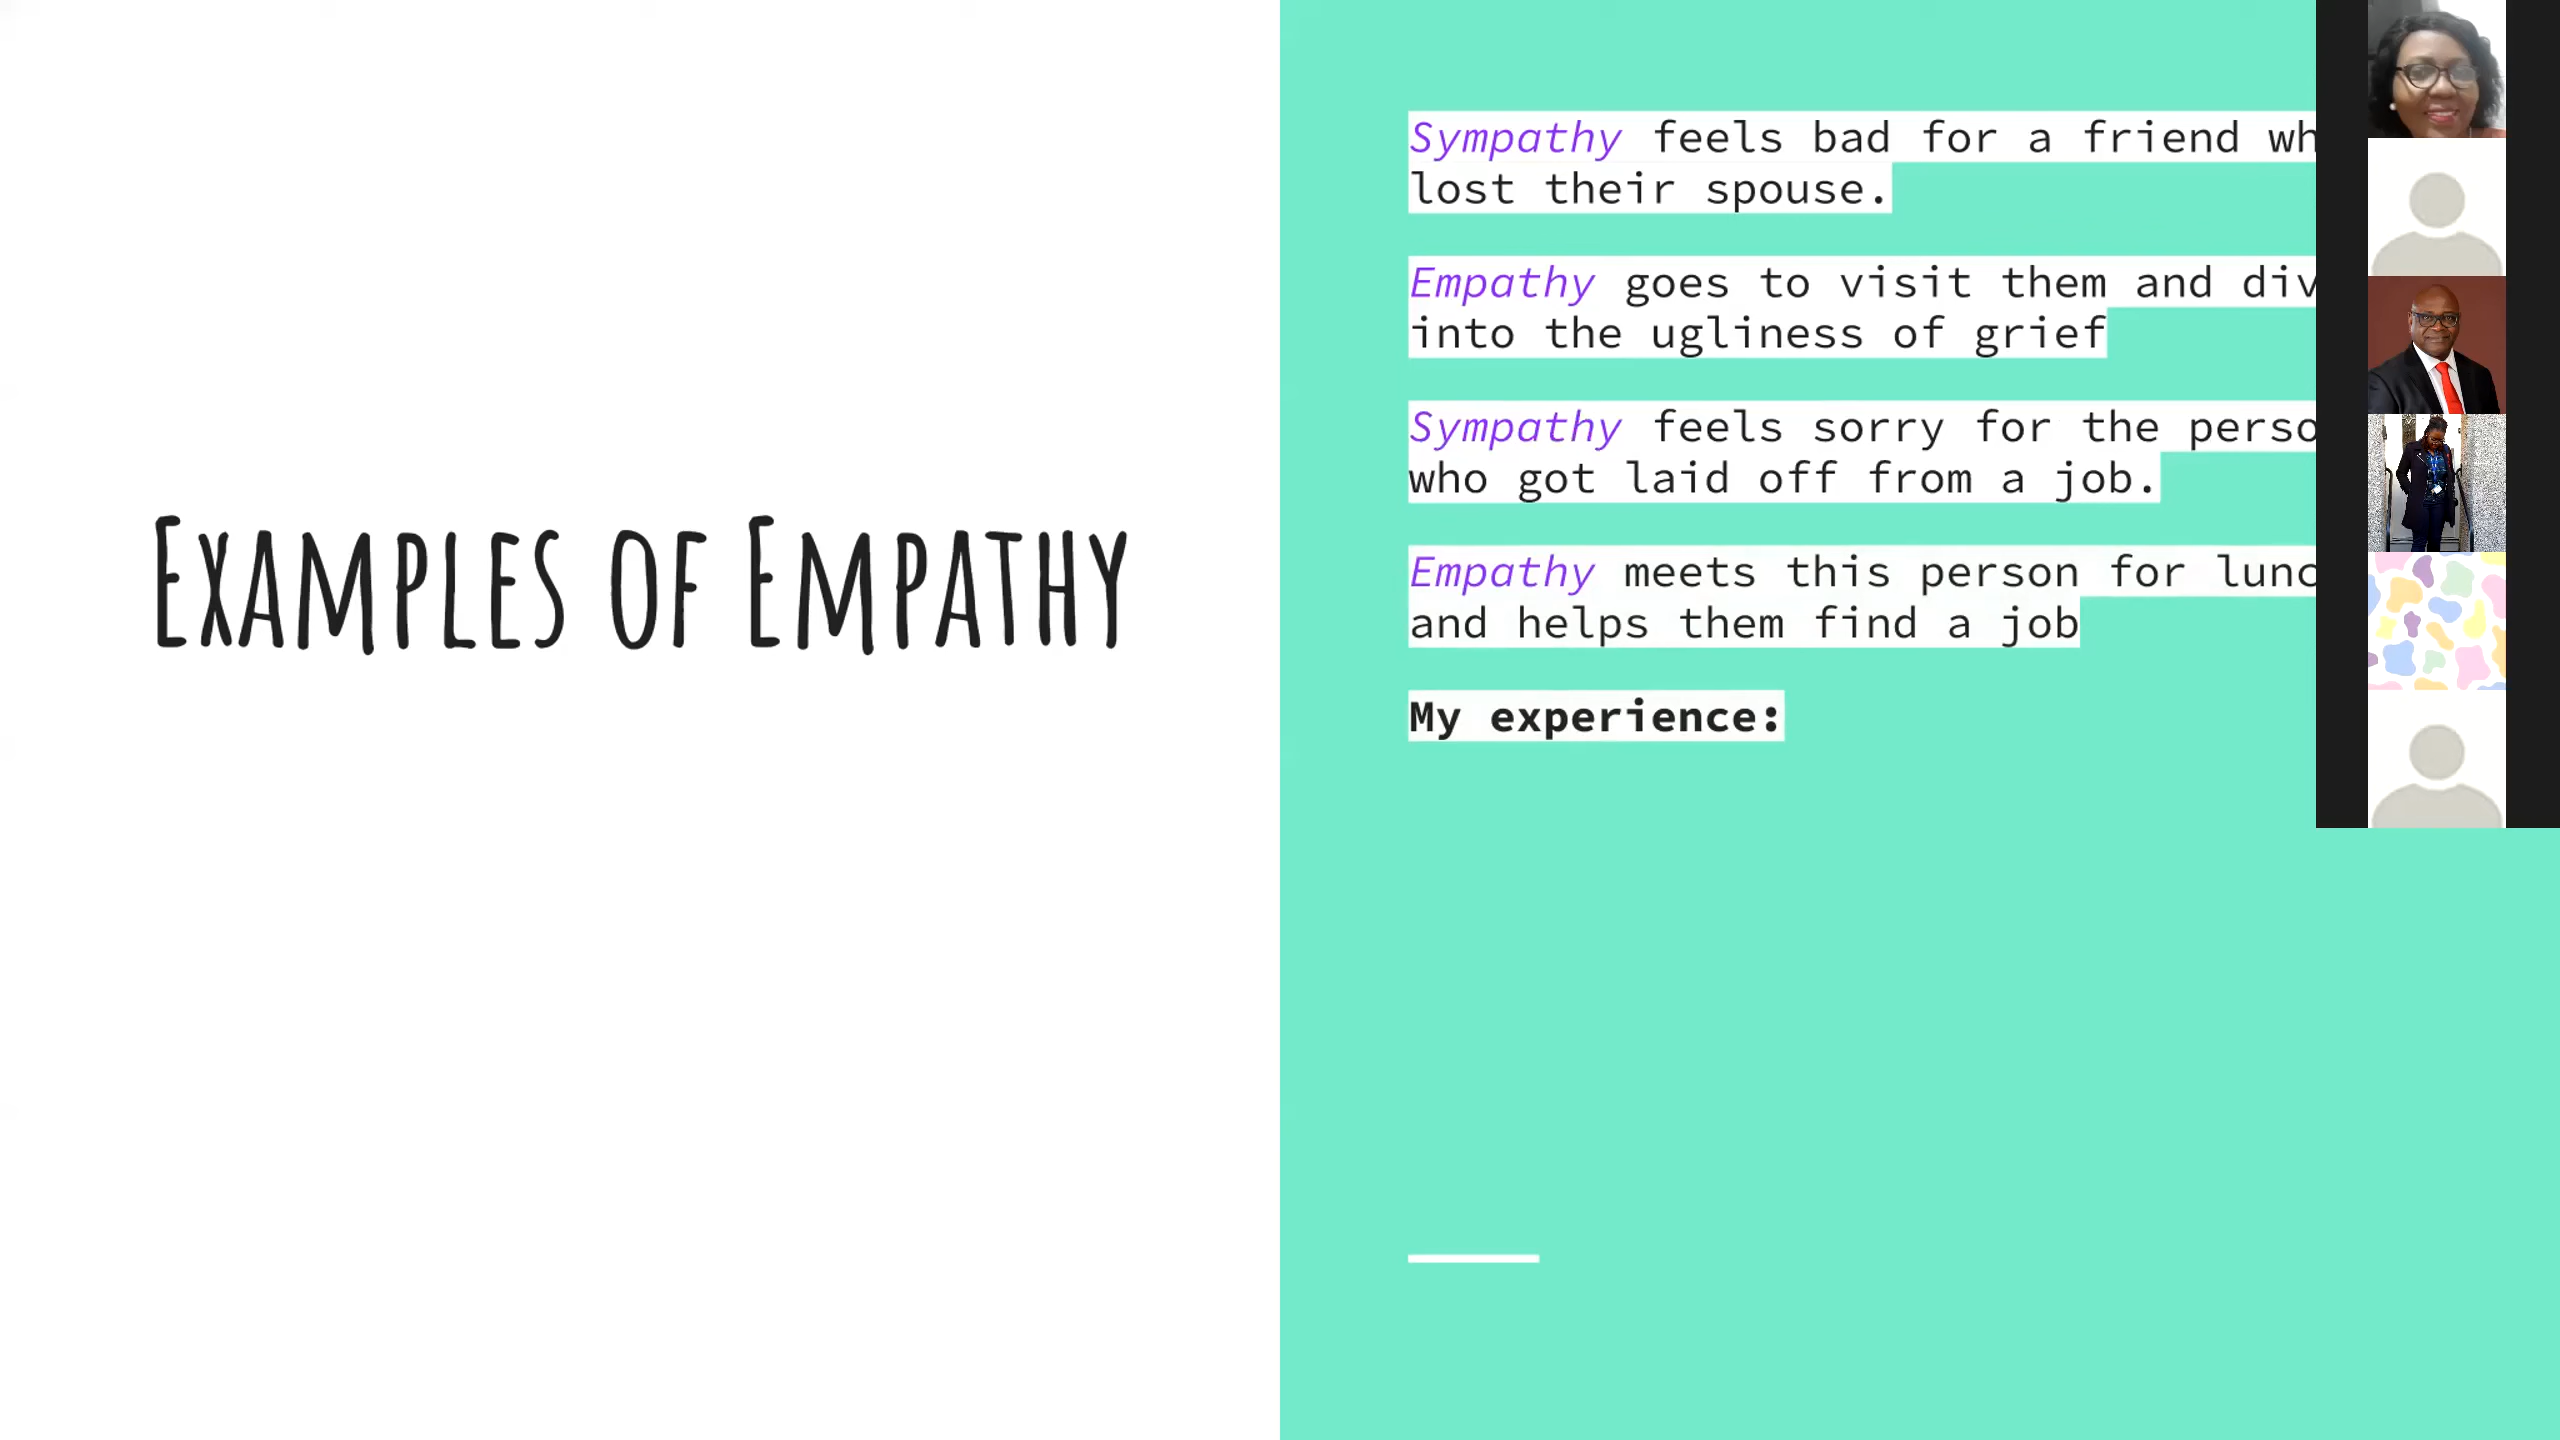 Examples of Empathy
Sympathy feels bad for a friend wh
lost their spouse.
Empathy goes to visit them and div
into the ugliness of grief
Sympathy feels sorry for the perso
who got laid off from a job.
Empathy meets this person for lunc
and helps them find a job
My experience: